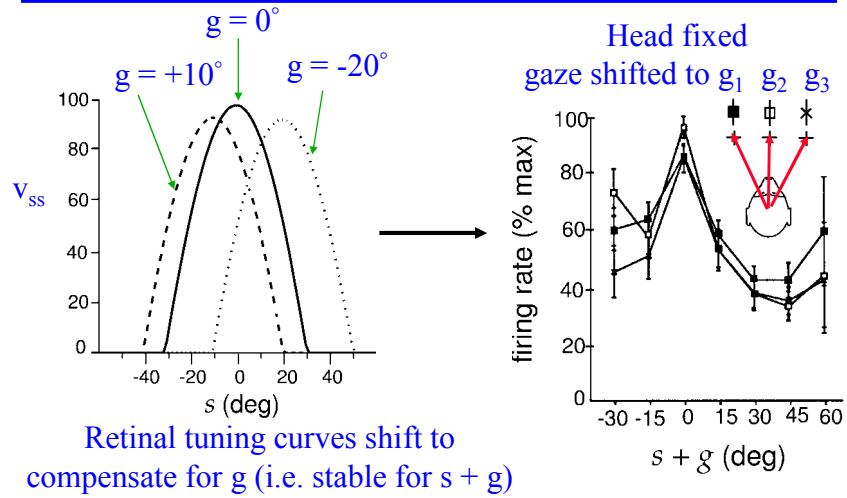 g = 0°
g = +10°
g = -20°
100
80
60
40
20
0
v_ss
-40 -20 0 20 40
s (deg)
Retinal tuning curves shift to
compensate for g (i.e. stable for s + g)
Head fixed
gaze shifted to g₁ g₂ g₃
100
80
60
40
20
0
firing rate (% max)
-30 -15 0 15 30 45 60
s + g (deg)